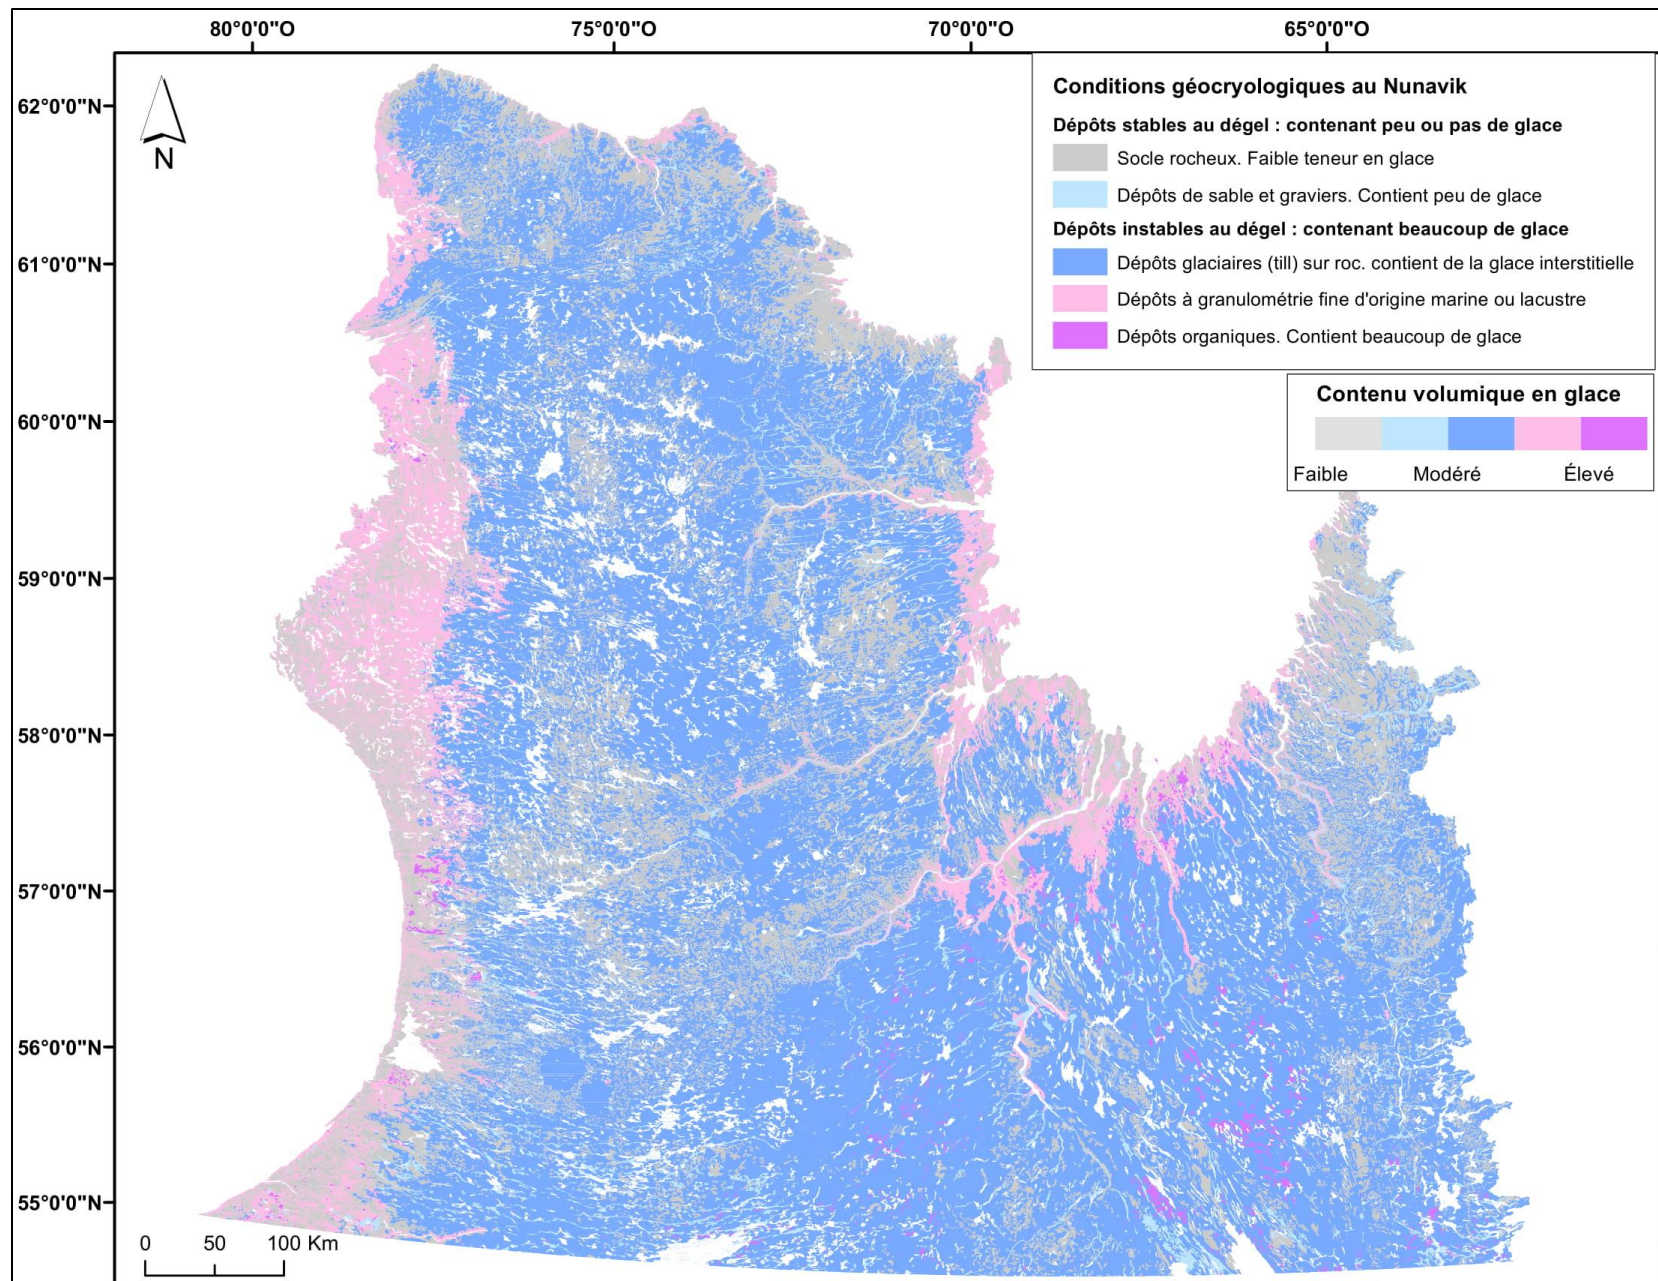 80°0'0"O 75°0'0"O 70°0'0"O 65°0'0"O
62°0'0"N
61°0'0"N
60°0'0"N
59°0'0"N
58°0'0"N
57°0'0"N
56°0'0"N
55°0'0"N
N
Conditions géocryologiques au Nunavik
Dépôts stables au dégel : contenant peu ou pas de glace
Socle rocheux. Faible teneur en glace
Dépôts de sable et graviers. Contient peu de glace
Dépôts instables au dégel : contenant beaucoup de glace
Dépôts glaciaires (till) sur roc. contient de la glace interstitielle
Dépôts à granulométrie fine d'origine marine ou lacustre
Dépôts organiques. Contient beaucoup de glace
Contenu volumique en glace
Faible Modéré Élevé
0 50 100 Km